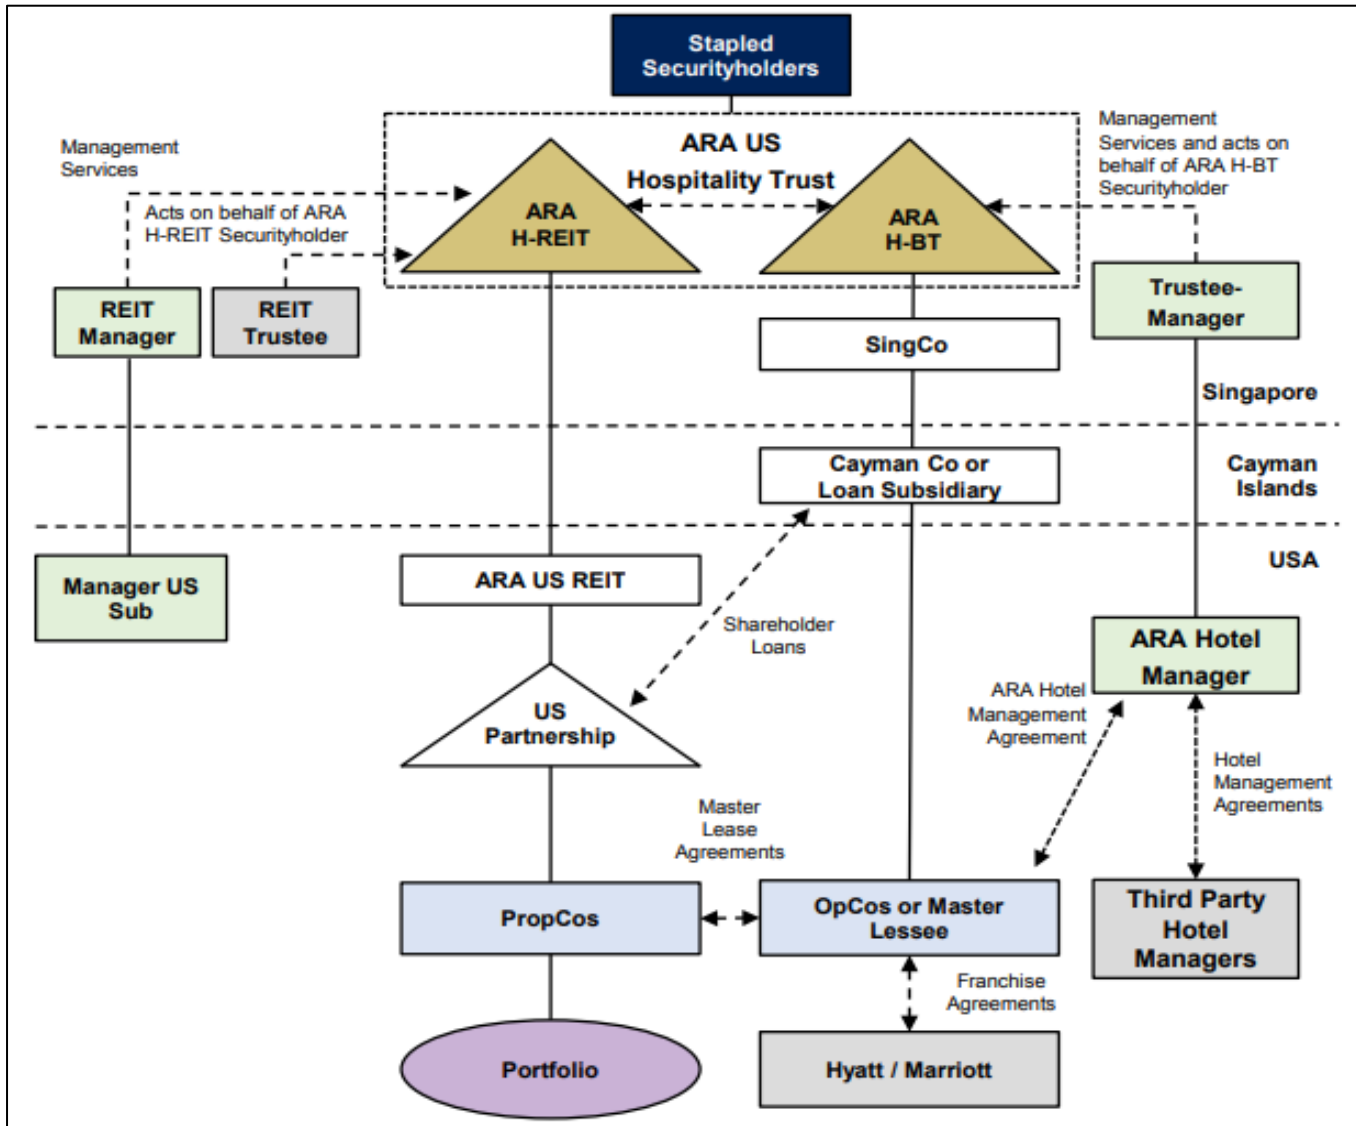 Stapled
Securityholders
Management
Services
ARA US
Hospitality Trust
Management
Services and acts on
behalf of ARA H-BT
Securityholder
Acts on behalf of ARA
H-REIT Securityholder
ARA
H-REIT
ARA
H-BT
REIT
Manager
REIT
Trustee
Trustee-
Manager
SingCo
Singapore
Cayman Co or
Loan Subsidiary
Cayman
Islands
USA
Manager US
Sub
ARA US REIT
Shareholder
Loans
ARA Hotel
Manager
US
Partnership
ARA Hotel
Management
Agreement
Hotel
Management
Agreements
Master
Lease
Agreements
PropCos
OpCos or Master
Lessee
Third Party
Hotel
Managers
Franchise
Agreements
Portfolio
Hyatt / Marriott